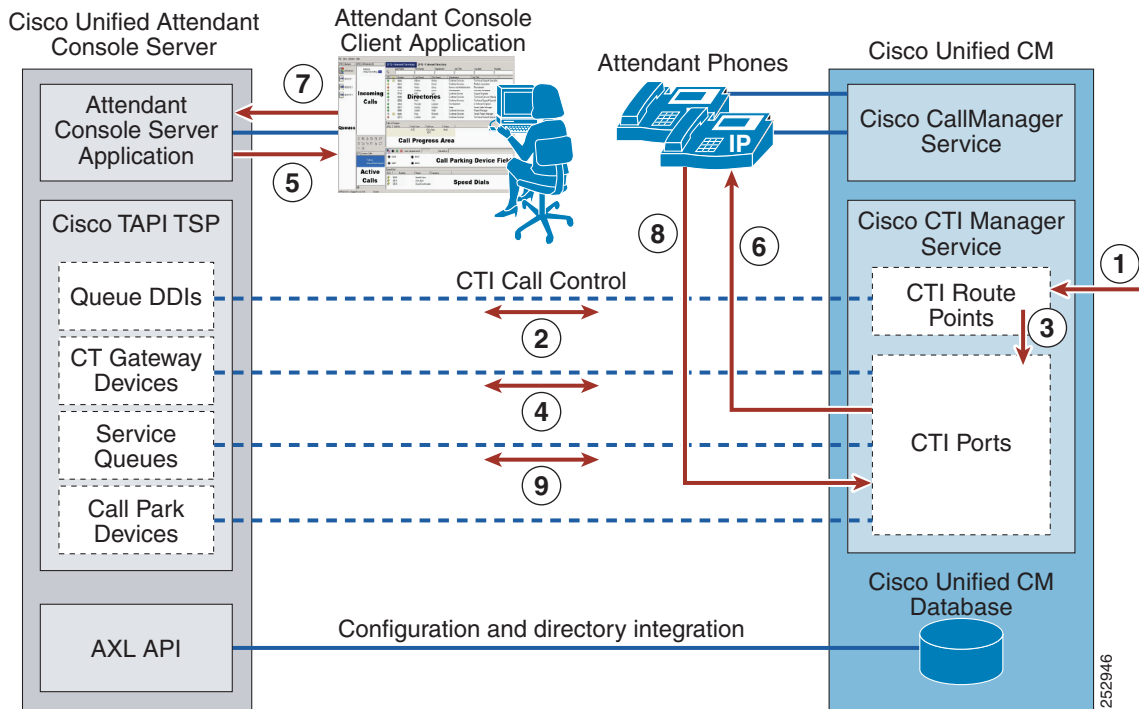 Cisco Unified Attendant
Console Server
Attendant Console
Client Application
Attendant Phones
Cisco Unified CM
Attendant
Console Server
Application
7
5
Incoming
Calls
Directories
Queues
Call Progress Area
Call Parking Device Field
Active
Calls
Speed Dials
IP
Cisco CallManager
Service
Cisco TAPI TSP
Queue DDIs
CT Gateway
Devices
Service
Queues
Call Park
Devices
CTI Call Control
2
4
9
8
6
Cisco CTI Manager
Service
1
CTI Route
Points
3
CTI Ports
AXL API
Configuration and directory integration
Cisco Unified CM
Database
252946